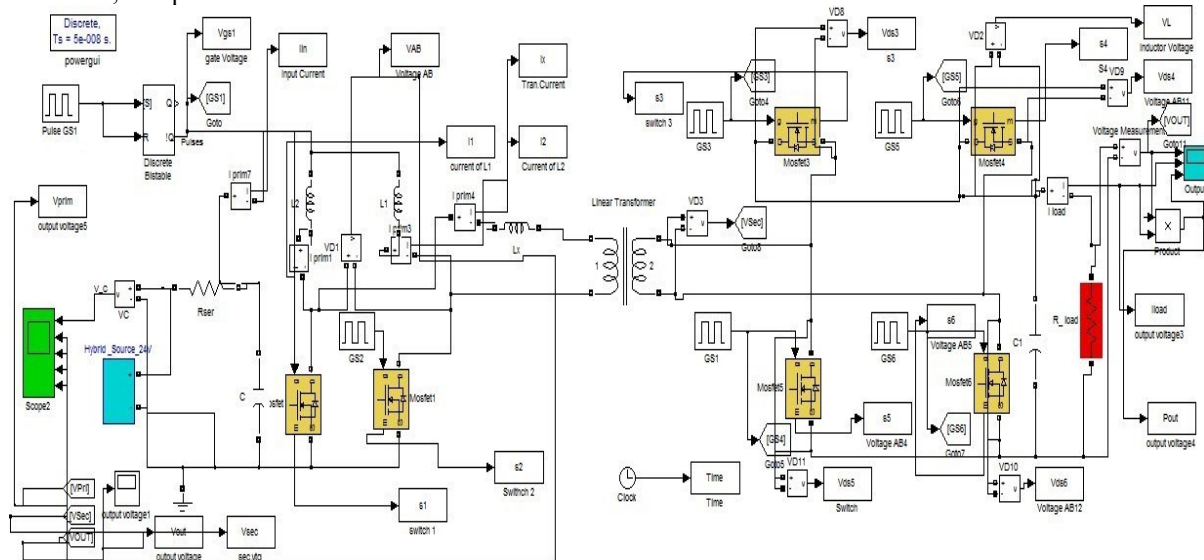 Discrete,
Ts = 5e-008 s.
powergui
Vgs1
gate Voltage
Iin
Input Current
VAB
Voltage AB
Ix
Tran.Current
[GS1]
Goto
Pulse GS1
[S]
R
Q
!Q
Pulses
Discrete
Bistable
I1
current of L1
I2
Current of L2
Vprim
output voltage5
I prim7
L2
L1
I prim4
I prim3
VD1
I prim1
Lx
Linear Transformer
1
2
V_C
VC
Rser
Hybrid _Source_24V
Scope2
C
GS2
Mosfet1
s2
Switch 2
s1
switch 1
[VPri]
[VSec]
[VOUT]
output voltage1
Vout
output voltage
Vsec
sec vtg
VD8
Vds3
s3
VD2
VL
Inductor Voltage
s4
S4
VD9
Vds4
Voltage AB11
[GS3]
Goto4
[GS5]
s3
switch 3
GS3
Mosfet3
GS5
Mosfet4
[VOUT]
Goto11
Voltage Measurement
Output
I load
Product
VD3
[VSec]
Goto8
R_load
Iload
output voltage3
C1
GS1
Mosfet5
GS6
s6
Voltage AB5
Mosfet6
[GS4]
Goto5
s5
Voltage AB4
[GS6]
Goto7
Pout
output voltage4
Clock
Time
Time
VD11
Vds5
Switch
VD10
Vds6
Voltage AB12